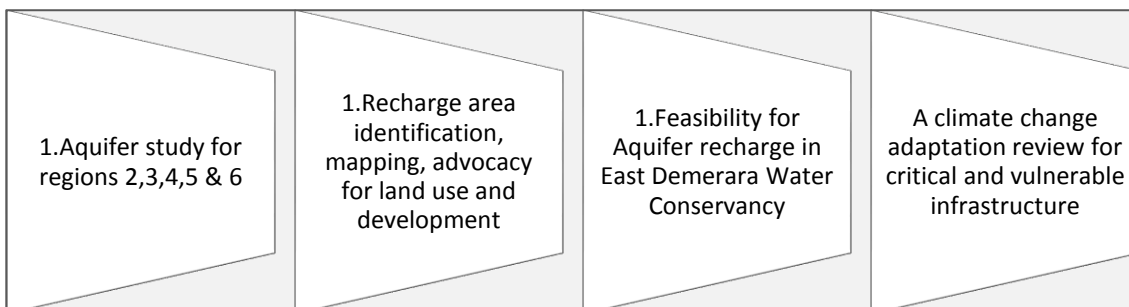 1.Aquifer study for
regions 2,3,4,5 & 6
1.Recharge area
identification,
mapping, advocacy
for land use and
development
1.Feasibility for
Aquifer recharge in
East Demerara Water
Conservancy
A climate change
adaptation review for
critical and vulnerable
infrastructure